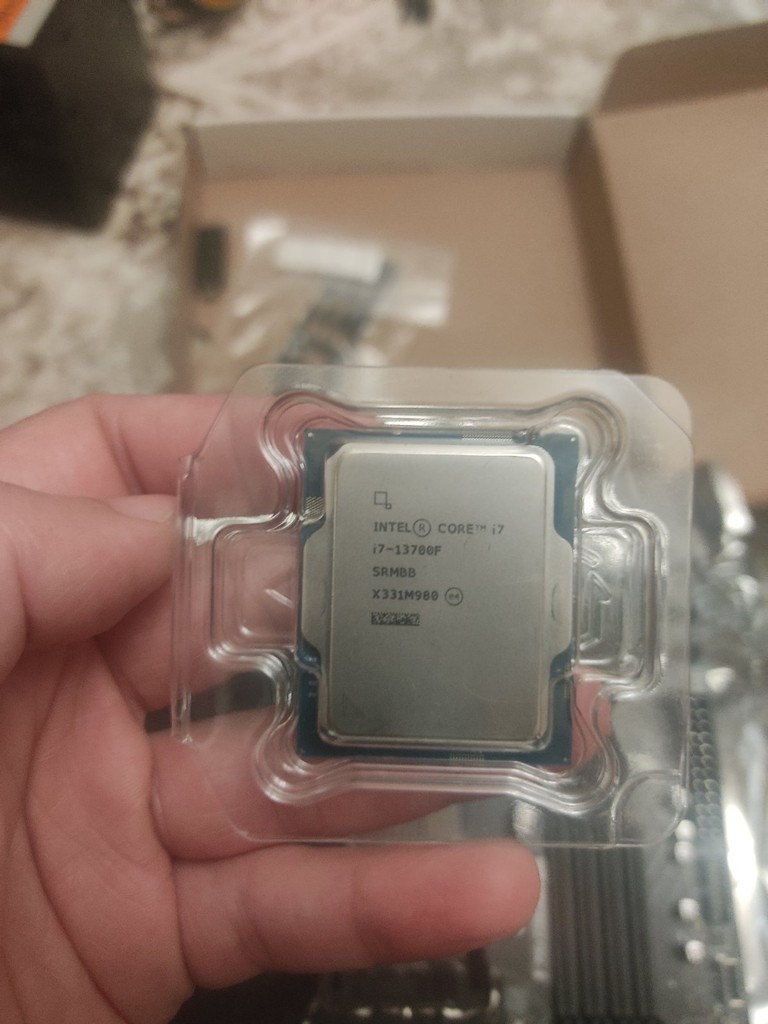 INTEL® CORE™ i7
i7-13700F
SRMBB
X331M980 e4